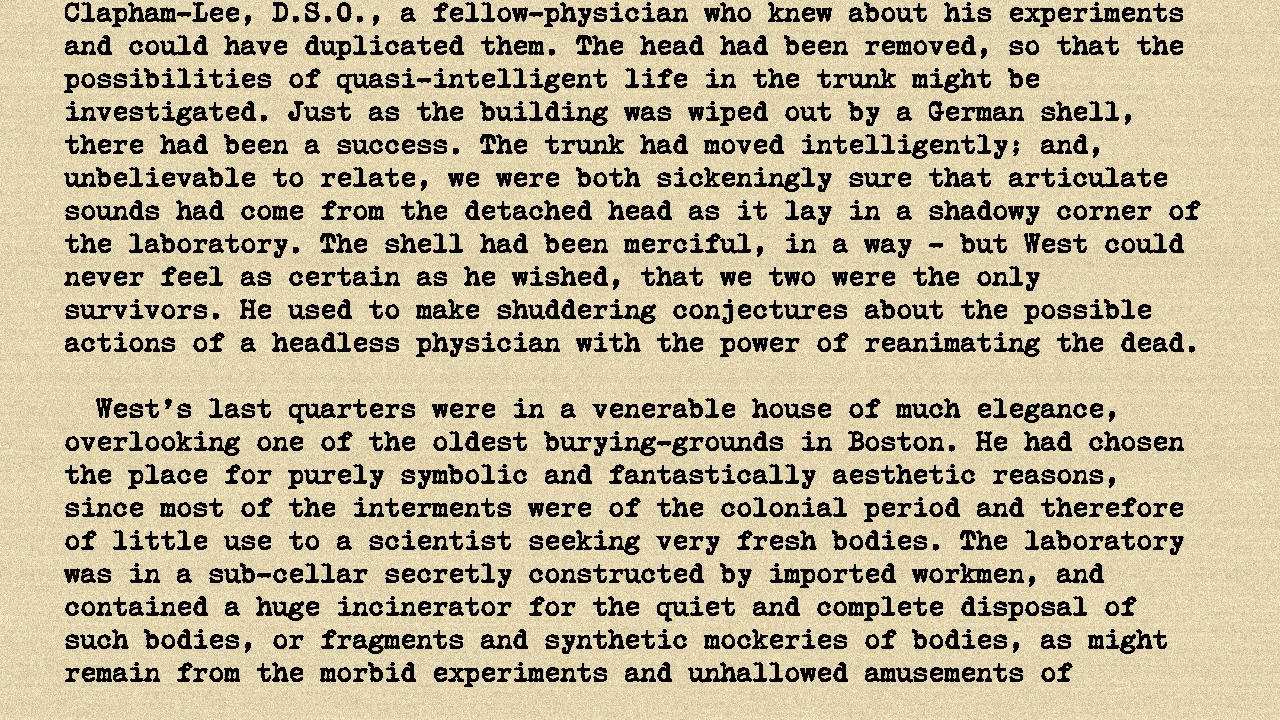 Clapham-Lee, D.S.O., a fellow-physician who knew about his experiments
and could have duplicated them. The head had been removed, so that the
possibilities of quasi-intelligent life in the trunk might be
investigated. Just as the building was wiped out by a German shell,
there had been a success. The trunk had moved intelligently; and,
unbelievable to relate, we were both sickeningly sure that articulate
sounds had come from the detached head as it lay in a shadowy corner of
the laboratory. The shell had been merciful, in a way - but West could
never feel as certain as he wished, that we two were the only
survivors. He used to make shuddering conjectures about the possible
actions of a headless physician with the power of reanimating the dead.

West's last quarters were in a venerable house of much elegance,
overlooking one of the oldest burying-grounds in Boston. He had chosen
the place for purely symbolic and fantastically aesthetic reasons,
since most of the interments were of the colonial period and therefore
of little use to a scientist seeking very fresh bodies. The laboratory
was in a sub-cellar secretly constructed by imported workmen, and
contained a huge incinerator for the quiet and complete disposal of
such bodies, or fragments and synthetic mockeries of bodies, as might
remain from the morbid experiments and unhallowed amusements of